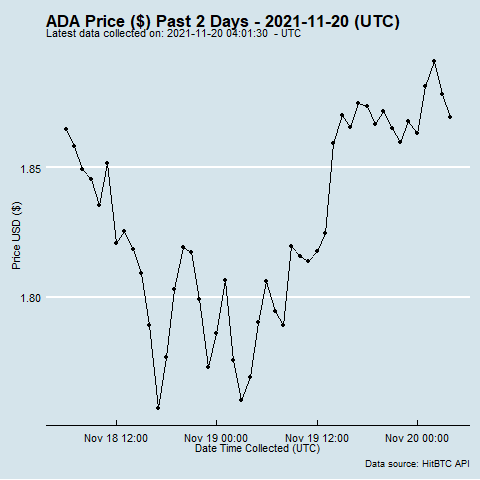 ADA Price ($) Past 2 Days - 2021-11-20 (UTC)
Latest data collected on: 2021-11-20 04:01:30  - UTC
1.85
1.80
Price USD ($)
Nov 18 12:00
Nov 19 00:00
Nov 19 12:00
Nov 20 00:00
Date Time Collected (UTC)
Data source: HitBTC API